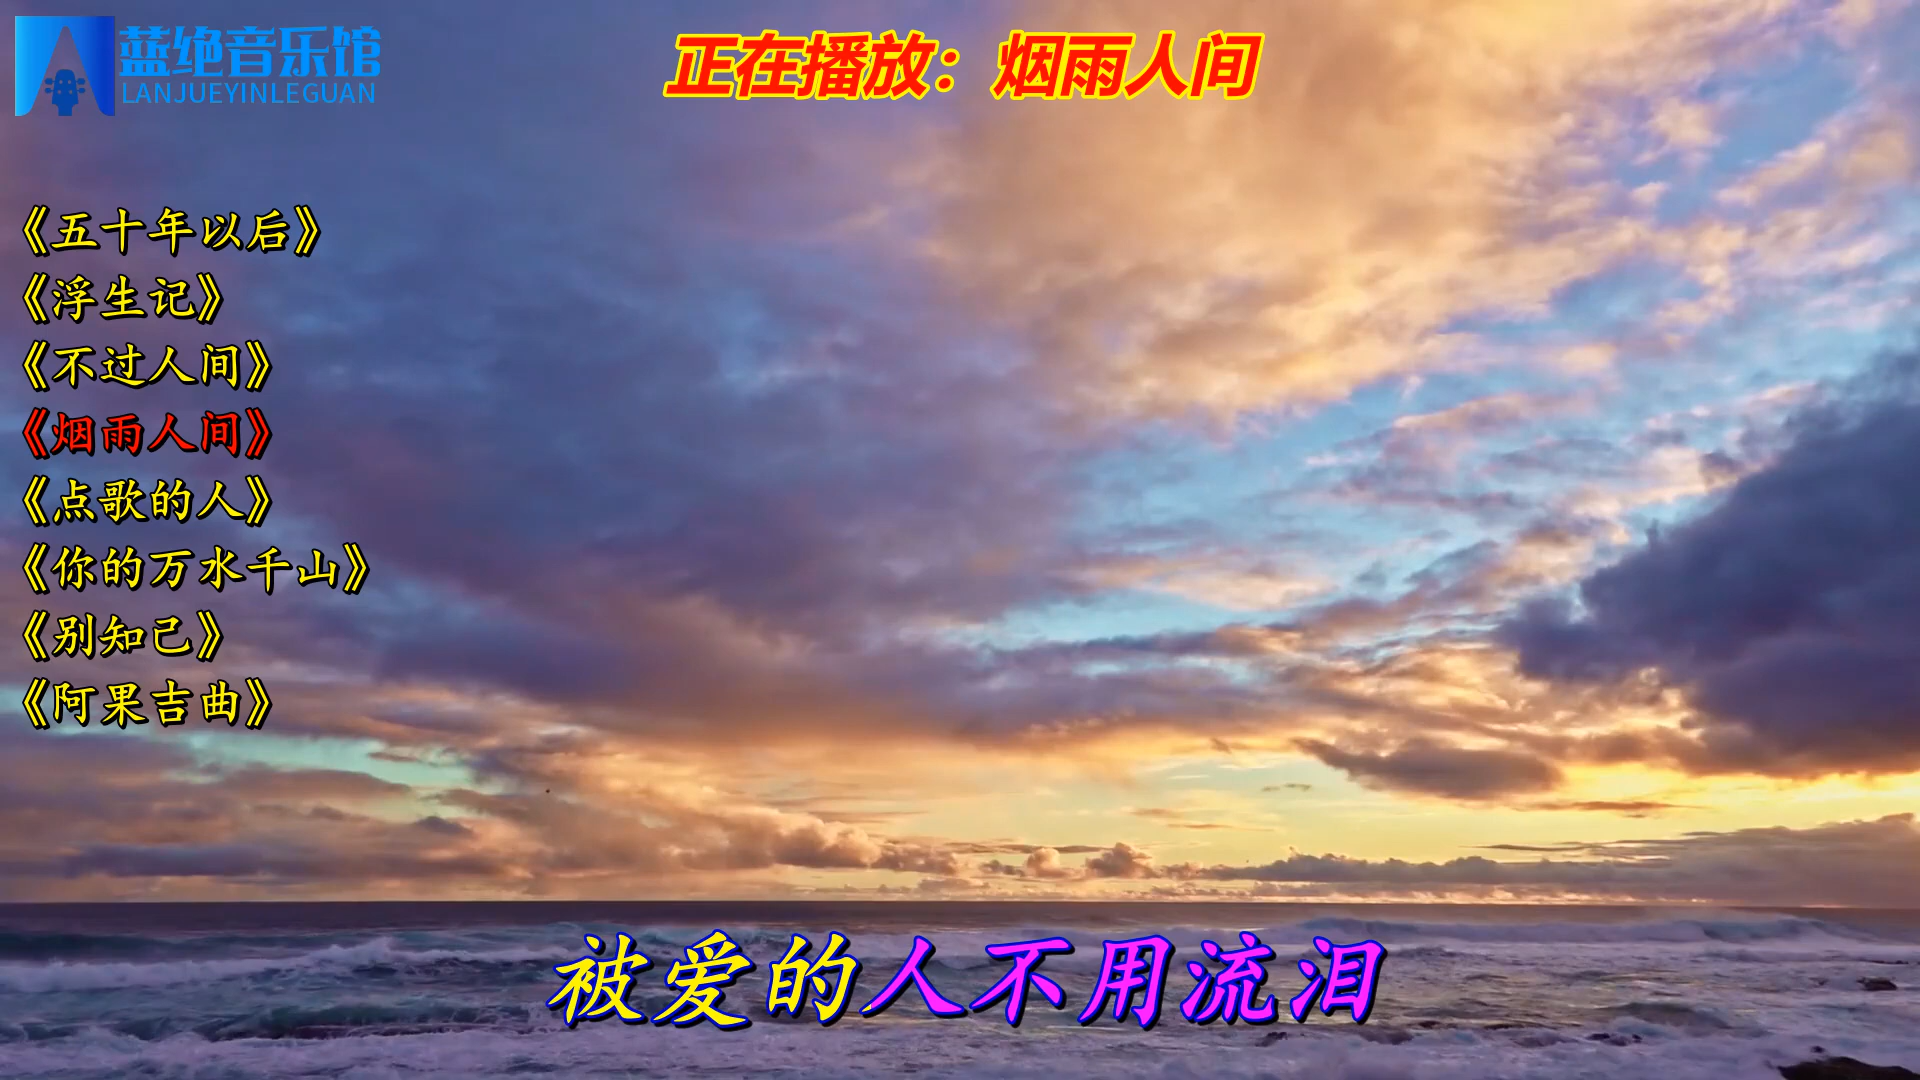 蓝绝音乐馆
LANJUEYINLEGUAN
正在播放：烟雨人间
《五十年以后》
《浮生记》
《不过人间》
《烟雨人间》
《点歌的人》
《你的万水千山》
《别知己》
《阿果吉曲》
被爱的人不用流泪